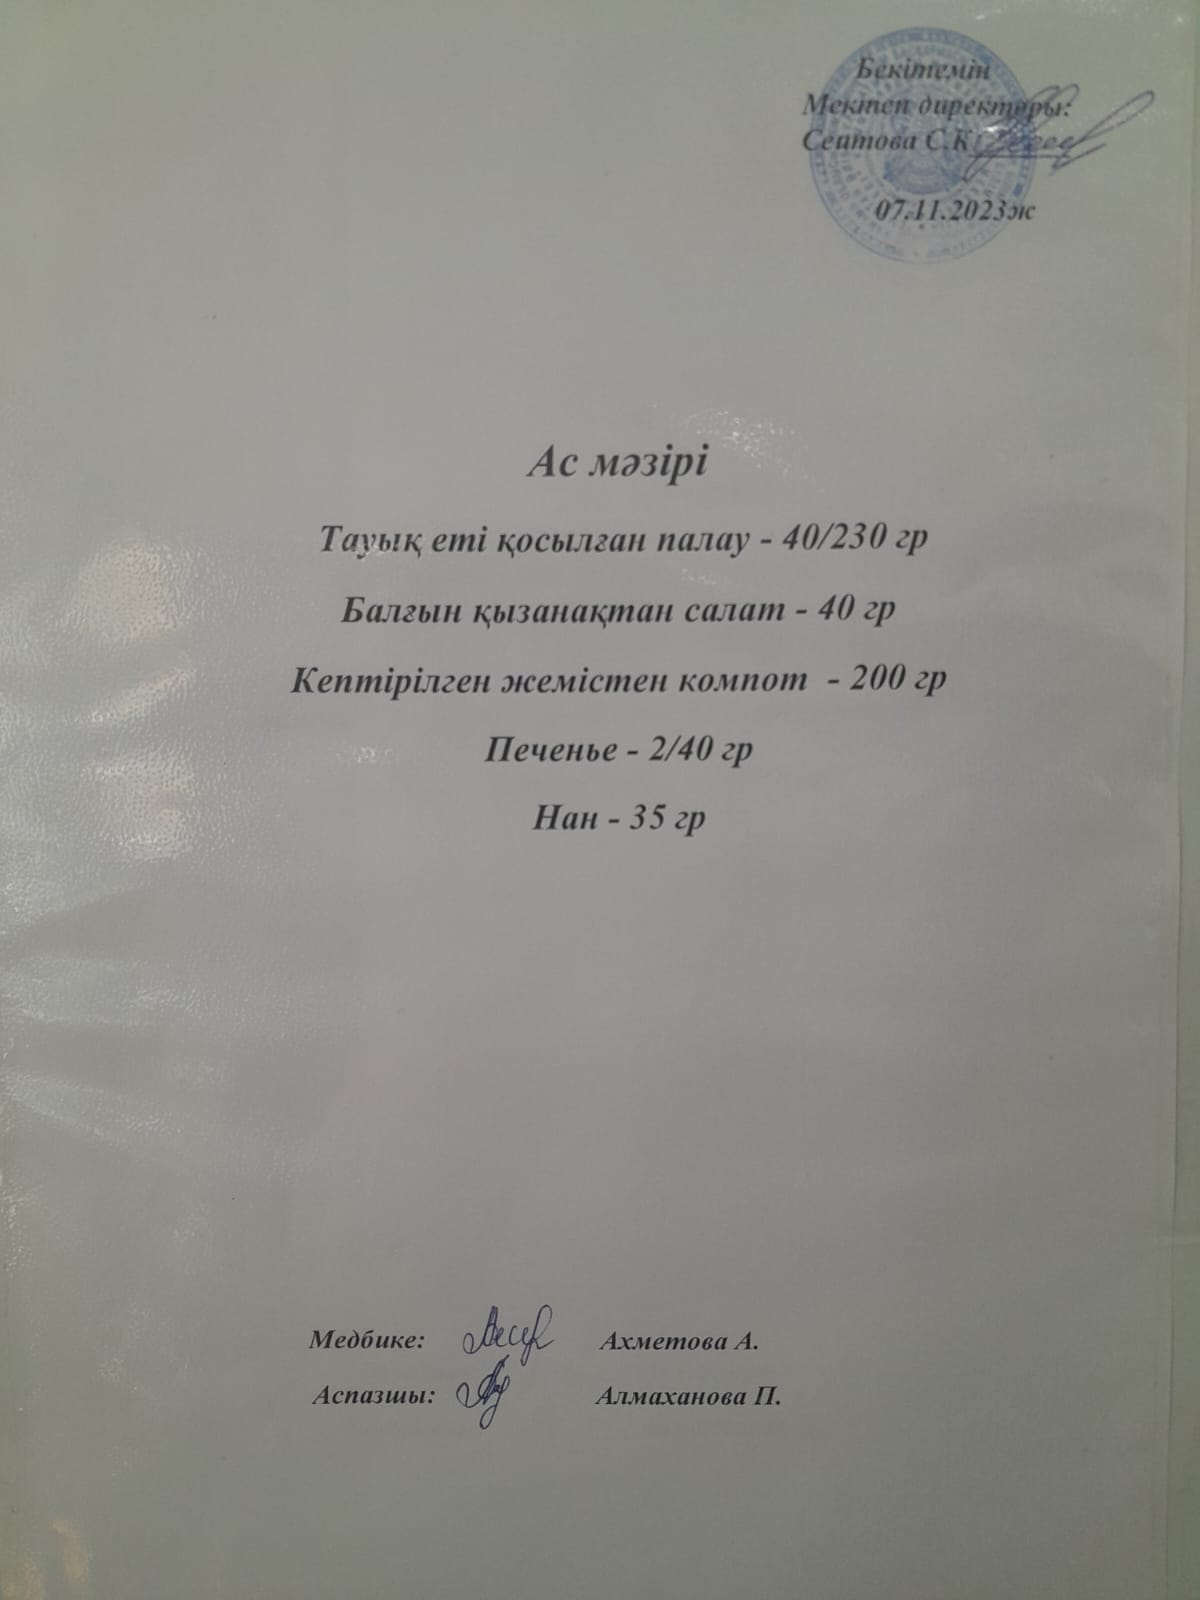 Бекітемін
Мектеп директоры:
Сеитова С.К
07.11.2023ж
Ас мәзірі
Тауық еті қосылған палау - 40/230 гр
Балғын қызанақтан салат - 40 гр
Кептірілген жемістен компот - 200 гр
Печенье - 2/40 гр
Нан - 35 гр
Медбике: Ахметова А.
Аспазшы: Алмаханова П.